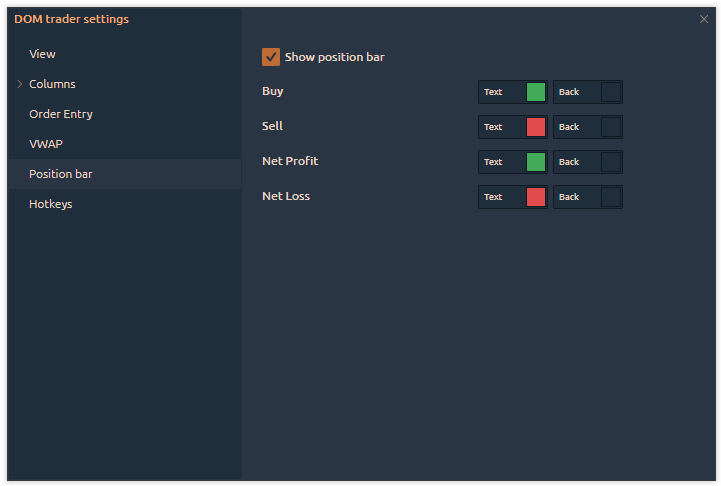 DOM trader settings
View
Columns
Order Entry
VWAP
Position bar
Hotkeys
Show position bar
Buy Text Back
Sell Text Back
Net Profit Text Back
Net Loss Text Back